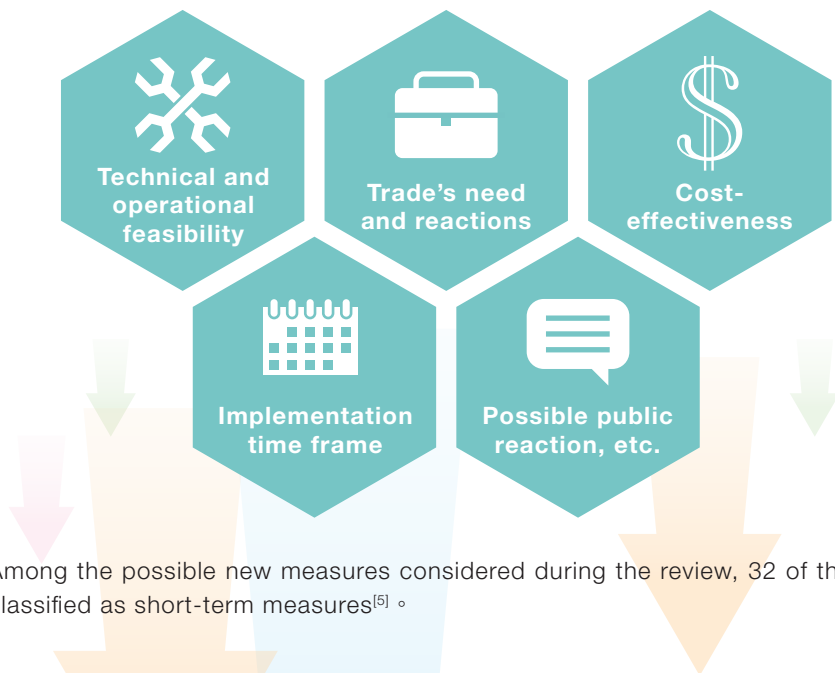 Technical and
operational
feasibility
Trade's need
and reactions
Cost-
effectiveness
Implementation
time frame
Possible public
reaction, etc.
Among the possible new measures considered during the review, 32 of th
lassified as short-term measures[5] 。